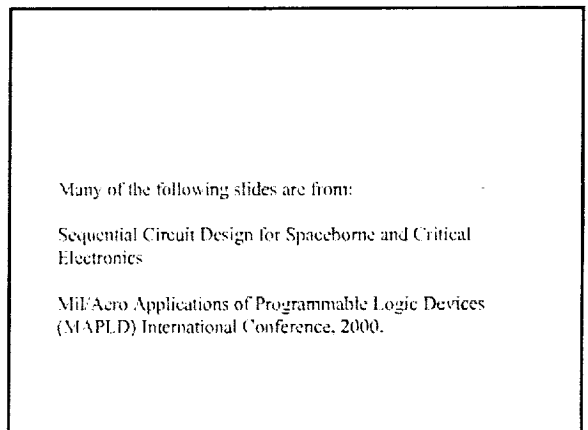 Many of the following slides are from:
Sequential Circuit Design for Spaceborne and Critical
Electronics
Mil/Aero Applications of Programmable Logic Devices
(MAPLD) International Conference, 2000.